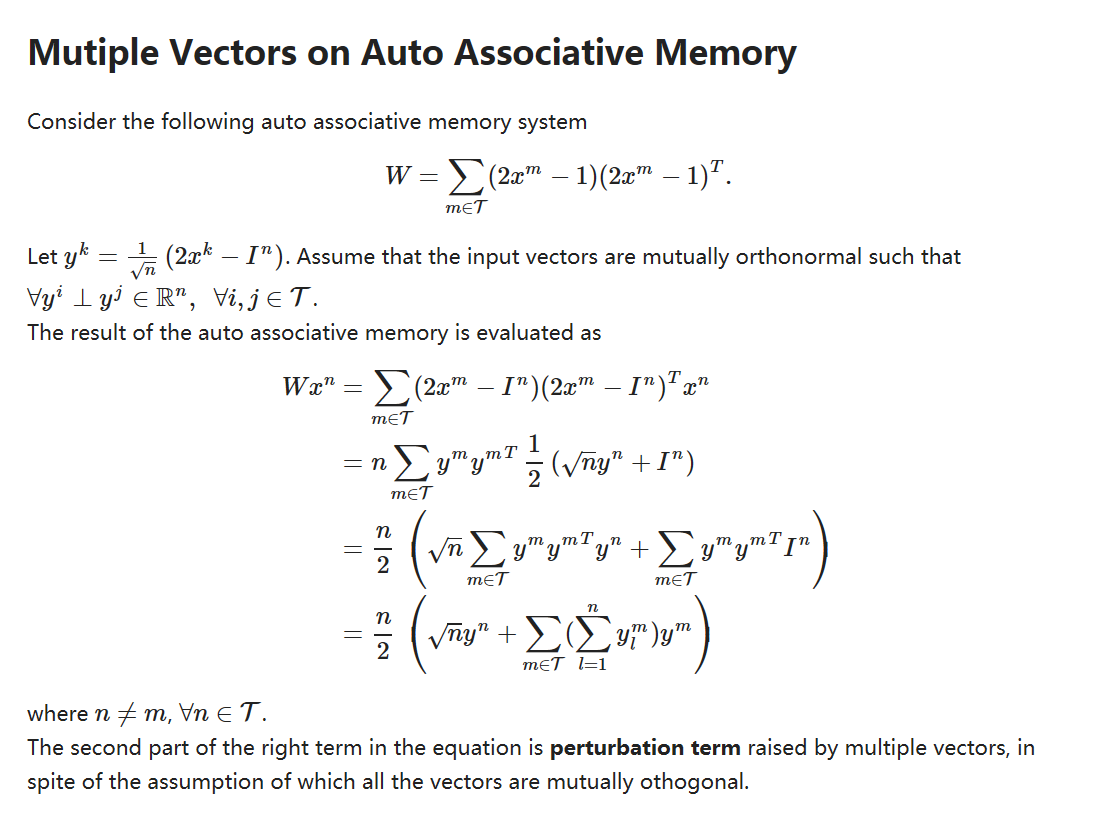 Mutiple Vectors on Auto Associative Memory
Consider the following auto associative memory system
$$W = \sum_{m \in \mathcal{T}} (2x^m - 1)(2x^m - 1)^T.$$
Let $y^k = \frac{1}{\sqrt{n}} (2x^k - I^n)$. Assume that the input vectors are mutually orthonormal such that
$\forall y^i \perp y^j \in \mathbb{R}^n, \ \forall i, j \in \mathcal{T}.$
The result of the auto associative memory is evaluated as
$$Wx^n = \sum_{m \in \mathcal{T}} (2x^m - I^n)(2x^m - I^n)^T x^n$$
$$= n \sum_{m \in \mathcal{T}} y^m y^{mT} \frac{1}{2} (\sqrt{n} y^n + I^n)$$
$$= \frac{n}{2} \left( \sqrt{n} \sum_{m \in \mathcal{T}} y^m y^{mT} y^n + \sum_{m \in \mathcal{T}} y^m y^{mT} I^n \right)$$
$$= \frac{n}{2} \left( \sqrt{n} y^n + \sum_{m \in \mathcal{T}} (\sum_{l=1}^{n} y_l^m) y^m \right)$$
where $n \neq m, \forall n \in \mathcal{T}.$
The second part of the right term in the equation is perturbation term raised by multiple vectors, in
spite of the assumption of which all the vectors are mutually othogonal.